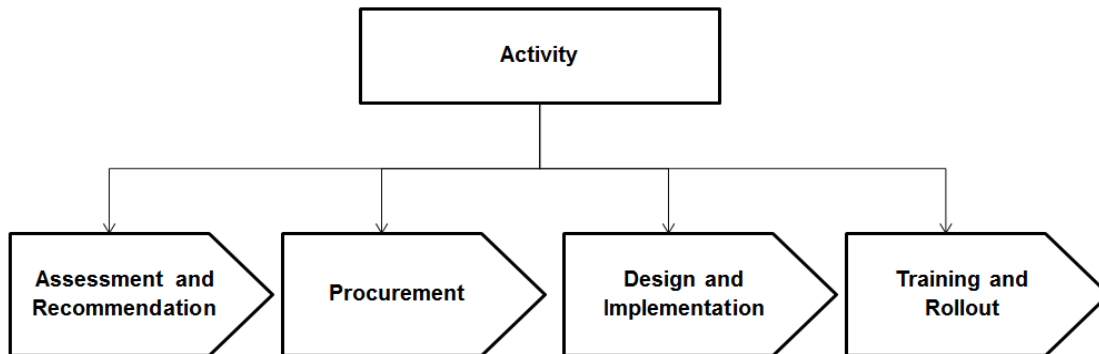 Activity
Assessment and
Recommendation
Procurement
Design and
Implementation
Training and
Rollout